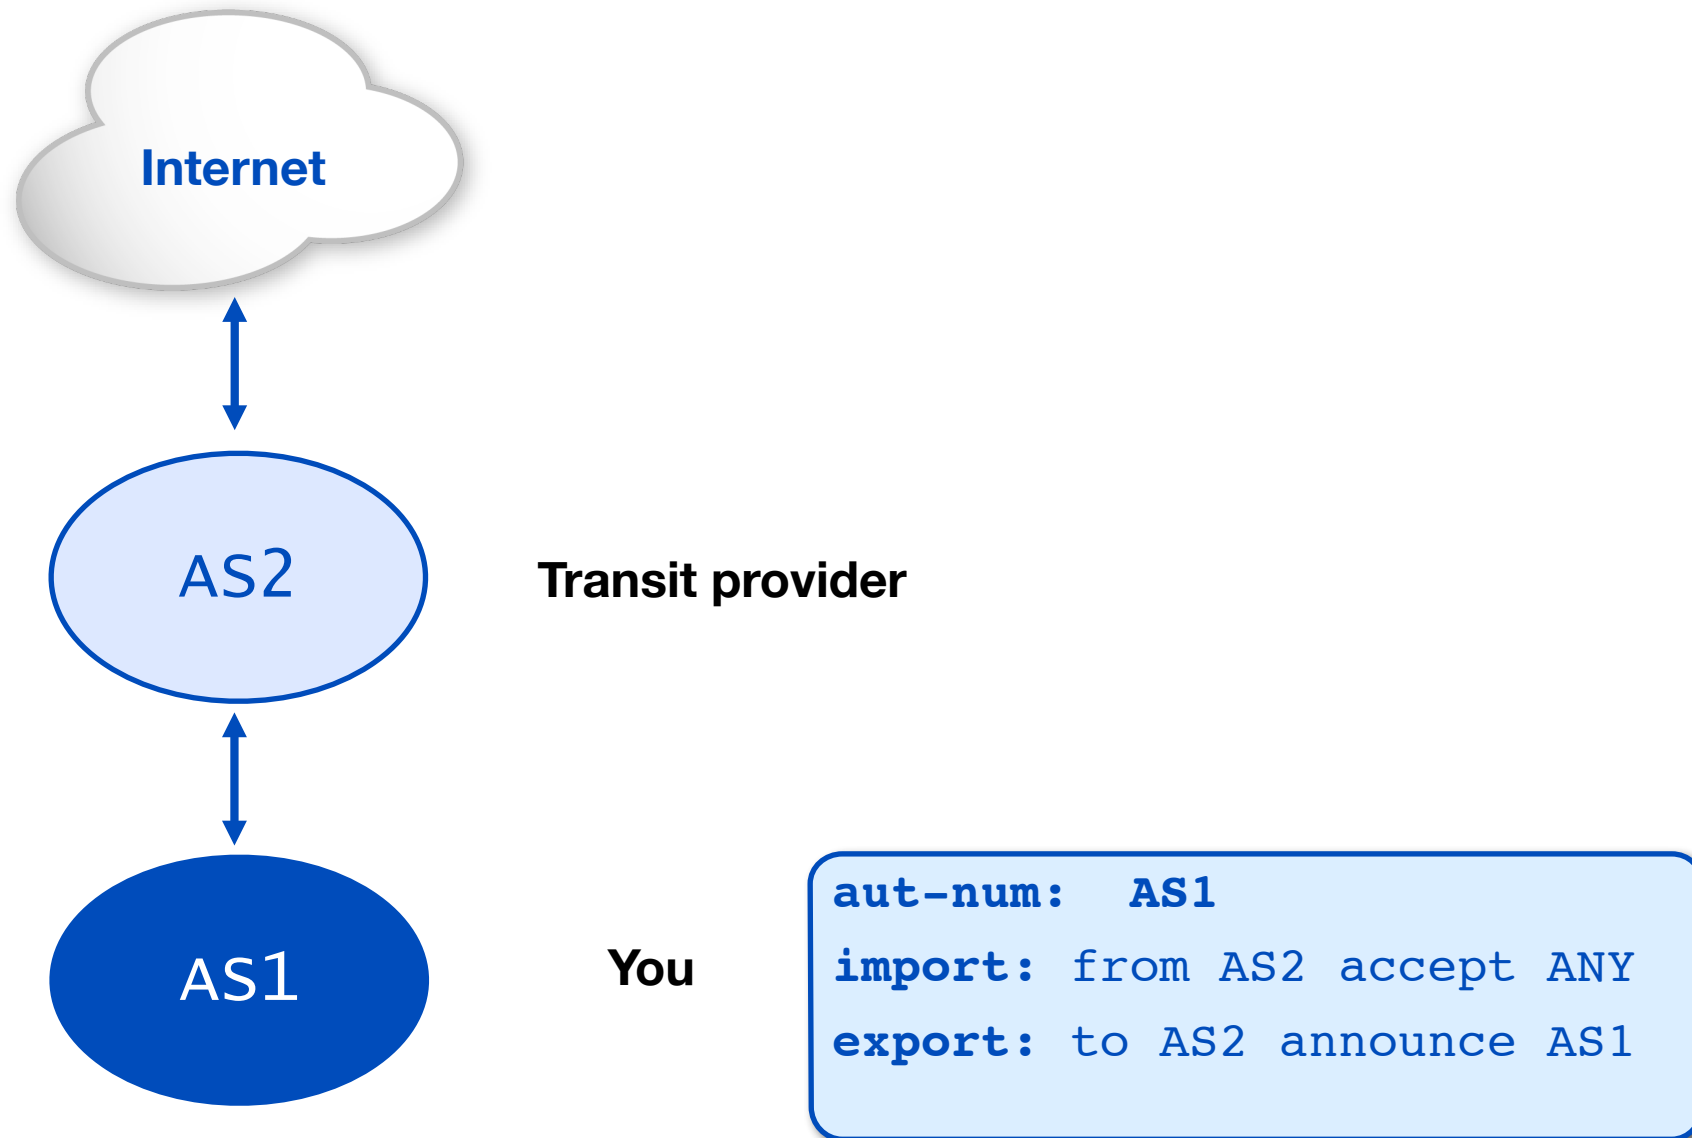 Internet
AS2
Transit provider
AS1
You
aut-num: AS1
import: from AS2 accept ANY
export: to AS2 announce AS1